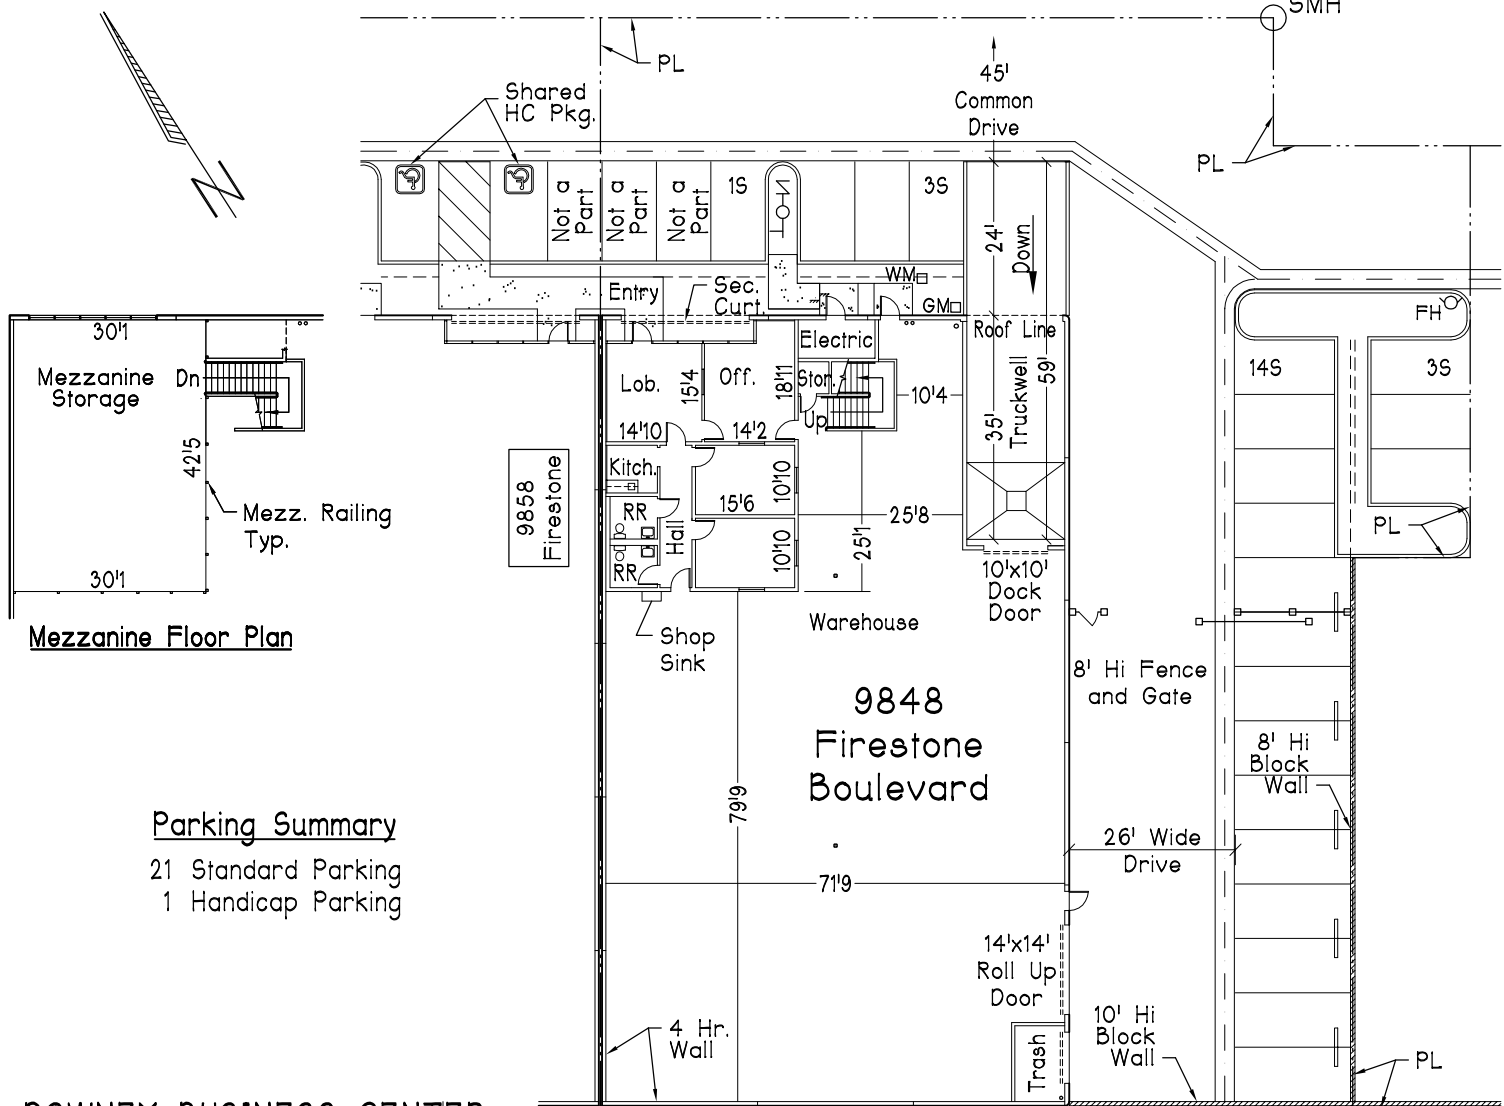 SMH
PL
45'
Common
Drive
Shared
HC Pkg.
PL
N
Not a
Part
Not a
Part
Not a
Part
1S
3S
24'
Down
WM
GM
Entry
Sec.
Curt.
FH
30'1
Mezzanine
Storage
Dn
42'5
Mezz. Railing
Typ.
30'1
Mezzanine Floor Plan
Lob.
15'4
Off.
18'11
Electric
Stor.
Up
10'4
Roof Line
Truckwell
59'
35'
14S
3S
14'10
14'2
Kitch.
9858
Firestone
RR
RR
Hall
15'6
10'10
10'10
25'8
25'1
10'x10'
Dock
Door
PL
Warehouse
Shop
Sink
8' Hi Fence
and Gate
9848
Firestone
Boulevard
8' Hi
Block
Wall
79'9
Parking Summary
21 Standard Parking
1 Handicap Parking
26' Wide
Drive
71'9
14'x14'
Roll Up
Door
4 Hr.
Wall
Trash
10' Hi
Block
Wall
PL
DOWNEY BUSINESS CENTER